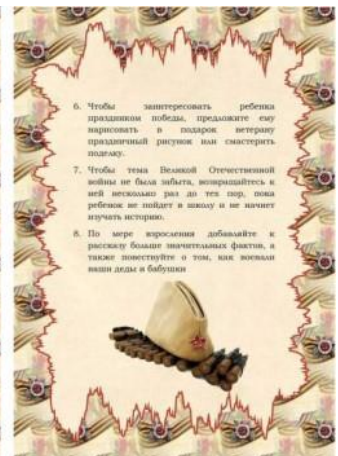 6. Чтобы заинтересовать ребенка
праздником победы, предложите ему
нарисовать в подарок ветерану
праздничный рисунок или смастерить
поделку.
7. Чтобы тема Великой Отечественной
войны не была забыта, возвращайтесь к
ней несколько раз до тех пор, пока
ребенок не пойдет в школу и не начнет
изучать историю.
8. По мере взросления добавляйте к
рассказу больше значительных фактов, а
также повествуйте о том, как воевали
ваши деды и бабушки